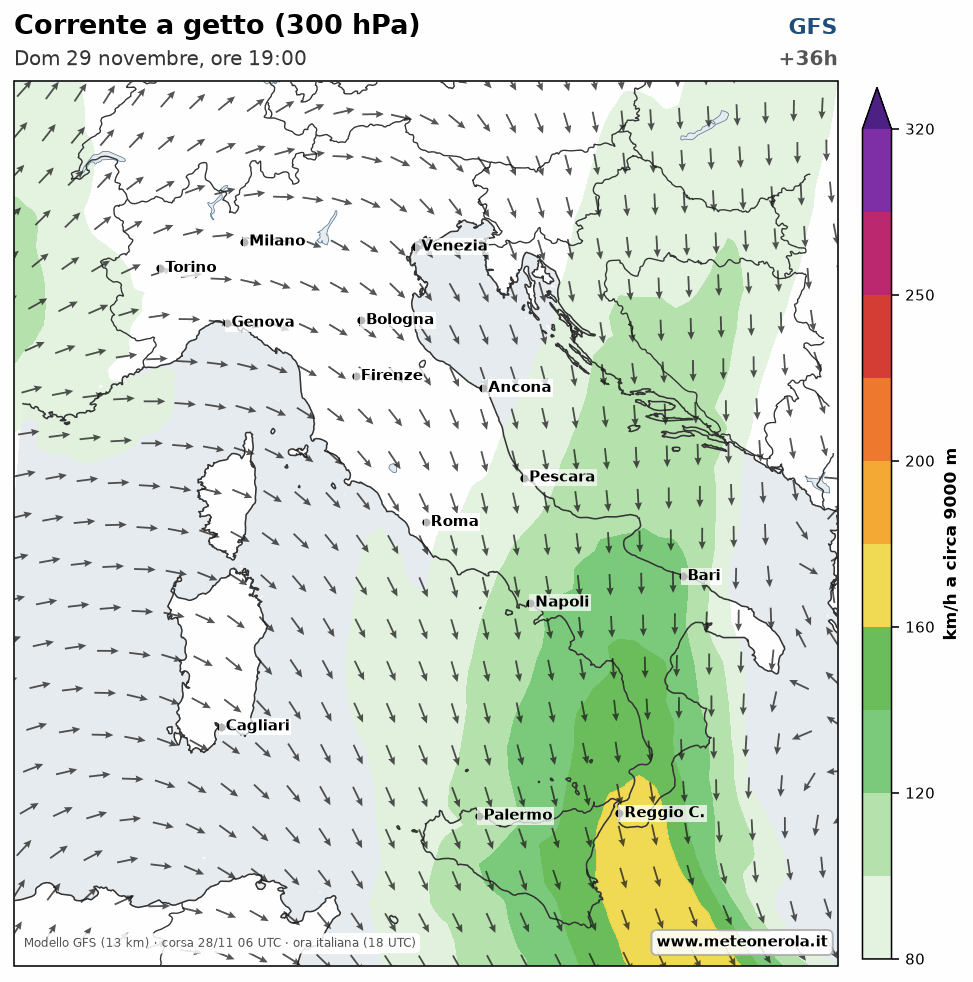 Corrente a getto (300 hPa)
GFS
Dom 29 novembre, ore 19:00
+36h
320
Milano
Venezia
Torino
250
Genova
Bologna
Firenze
Ancona
200
Pescara
Roma
km/h a circa 9000 m
Bari
Napoli
160
Cagliari
120
Palermo
Reggio C.
Modello GFS (13 km) · corsa 28/11 06 UTC · ora italiana (18 UTC)
www.meteonerola.it
80